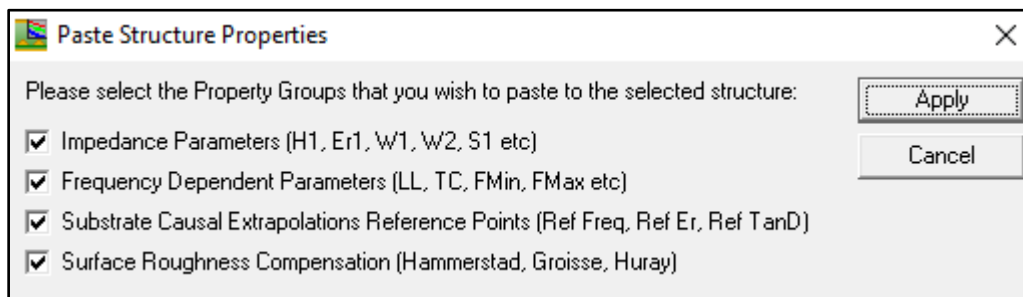 Paste Structure Properties
Please select the Property Groups that you wish to paste to the selected structure:
Apply
Impedance Parameters (H1, Er1, W1, W2, S1 etc)
Cancel
Frequency Dependent Parameters (LL, TC, FMin, FMax etc)
Substrate Causal Extrapolations Reference Points (Ref Freq, Ref Er, Ref TanD)
Surface Roughness Compensation (Hammerstad, Groisse, Huray)